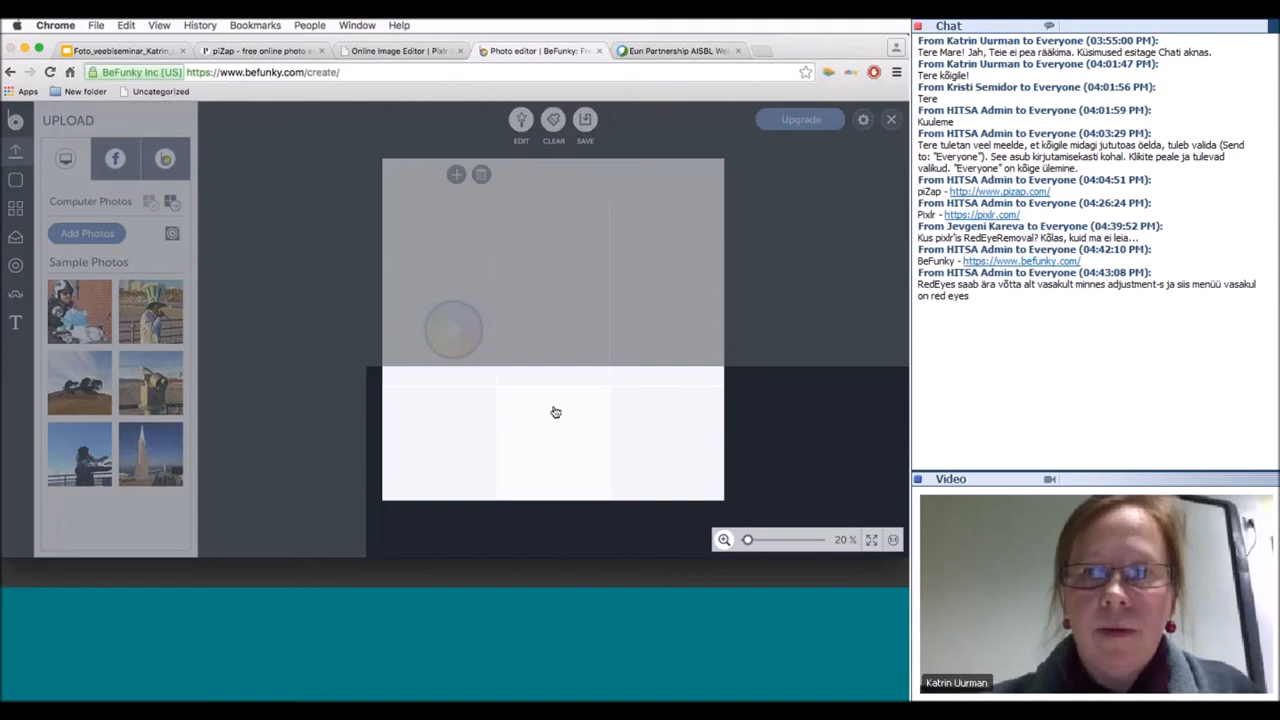 Chrome File Edit View History Bookmarks People Window Help
Foto_veebiseminar_Katrin_ piZap - free online photo e Online Image Editor | Pixlr Photo editor | BeFunky: Fre Eun Partnership AISBL Web
BeFunky Inc [US] https://www.befunky.com/create/
Apps New folder Uncategorized
UPLOAD
EDIT CLEAR SAVE
Upgrade
Computer Photos
Add Photos
Sample Photos
20 %
Chat
From Katrin Uurman to Everyone (03:55:00 PM):
Tere Mare! Jah, Teie ei pea rääkima. Küsimused esitage Chati aknas.
From Katrin Uurman to Everyone (04:01:47 PM):
Tere kõigile!
From Kristi Semidor to Everyone (04:01:56 PM):
Tere
From HITSA Admin to Everyone (04:01:59 PM):
Kuuleme
From HITSA Admin to Everyone (04:03:29 PM):
Tere tuletan veel meelde, et kõigile midagi jututoas öelda, tuleb valida (Send
to: "Everyone"). See asub kirjutamisekasti kohal. Klikite peale ja tulevad
valikud. "Everyone" on kõige ülemine.
From HITSA Admin to Everyone (04:04:51 PM):
piZap - http://www.pizap.com/
From HITSA Admin to Everyone (04:26:24 PM):
Pixlr - https://pixlr.com/
From Jevgeni Kareva to Everyone (04:39:52 PM):
Kus pixlr'is RedEyeRemoval? Kõlas, kuid ma ei leia...
From HITSA Admin to Everyone (04:42:10 PM):
BeFunky - https://www.befunky.com/
From HITSA Admin to Everyone (04:43:08 PM):
RedEyes saab ära võtta alt vasakult minnes adjustment-s ja siis menüü vasakul
on red eyes
Video
Katrin Uurman